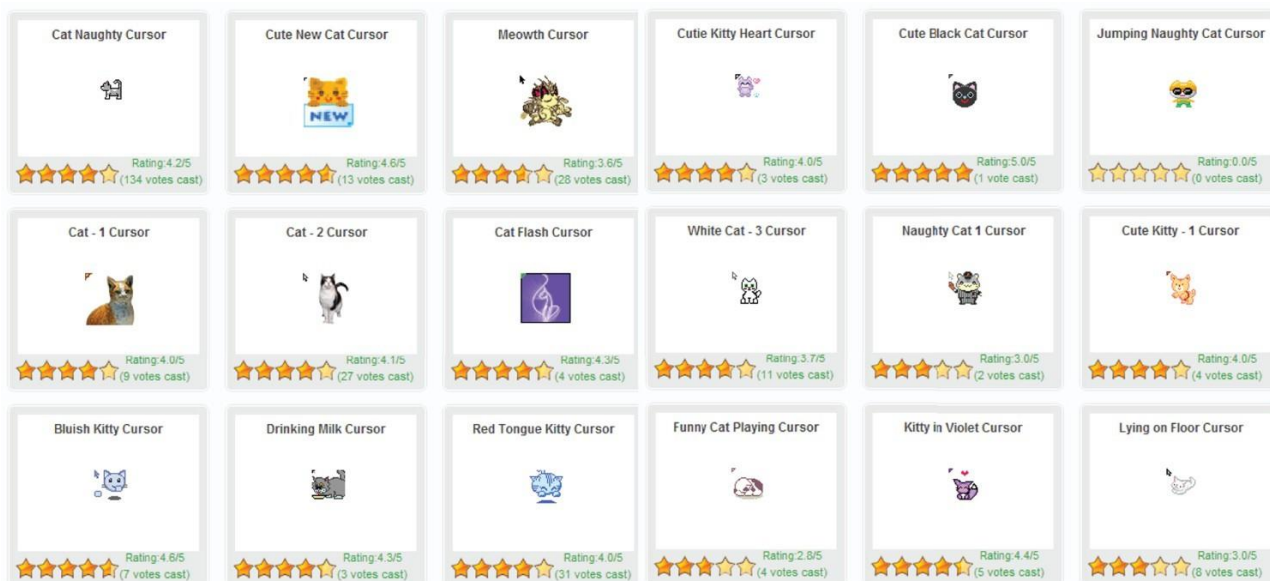 Cat Naughty Cursor
Rating:4.2/5
(134 votes cast)
Cute New Cat Cursor
NEW
Rating:4.6/5
(13 votes cast)
Meowth Cursor
Rating:3.6/5
(28 votes cast)
Cutie Kitty Heart Cursor
Rating:4.0/5
(3 votes cast)
Cute Black Cat Cursor
Rating:5.0/5
(1 vote cast)
Jumping Naughty Cat Cursor
Rating:0.0/5
(0 votes cast)
Cat - 1 Cursor
Rating:4.0/5
(9 votes cast)
Cat - 2 Cursor
Rating:4.1/5
(27 votes cast)
Cat Flash Cursor
Rating:4.3/5
(4 votes cast)
White Cat - 3 Cursor
Rating:3.7/5
(11 votes cast)
Naughty Cat 1 Cursor
Rating:3.0/5
(2 votes cast)
Cute Kitty - 1 Cursor
Rating:4.0/5
(4 votes cast)
Bluish Kitty Cursor
Rating:4.6/5
(7 votes cast)
Drinking Milk Cursor
Rating:4.3/5
(3 votes cast)
Red Tongue Kitty Cursor
Rating:4.0/5
(31 votes cast)
Funny Cat Playing Cursor
Rating:2.8/5
(4 votes cast)
Kitty in Violet Cursor
Rating:4.4/5
(5 votes cast)
Lying on Floor Cursor
Rating:3.0/5
(8 votes cast)